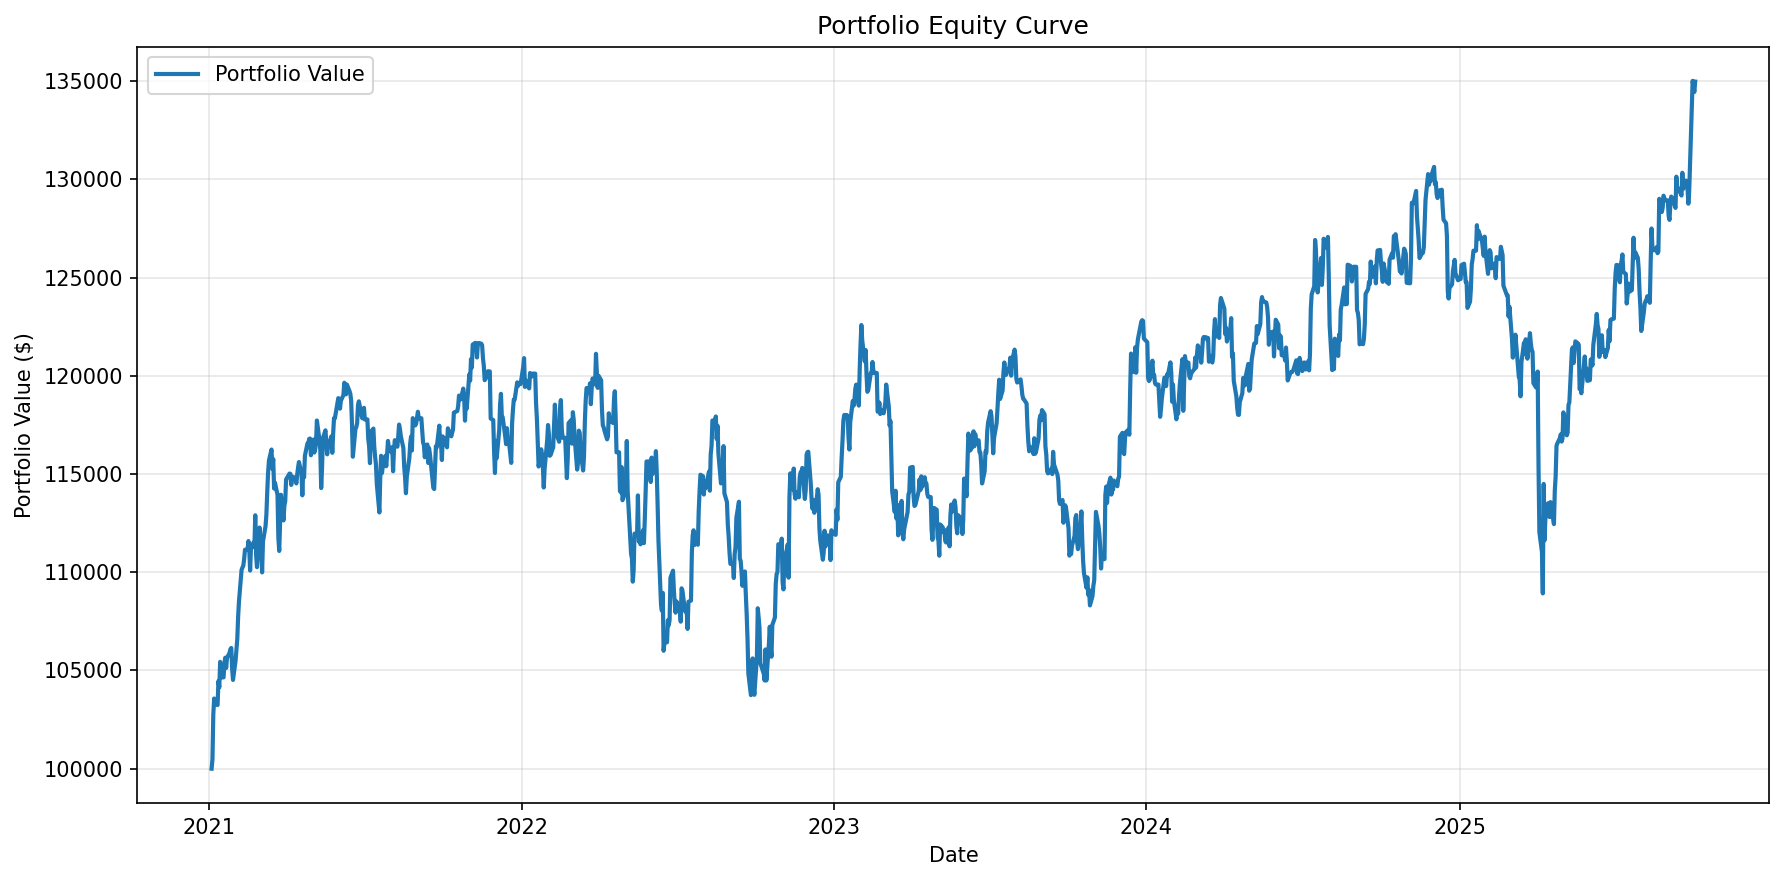 Portfolio Equity Curve
Portfolio Value
135000
130000
125000
120000
115000
110000
105000
100000
Portfolio Value ($)
2021 2022 2023 2024 2025
Date